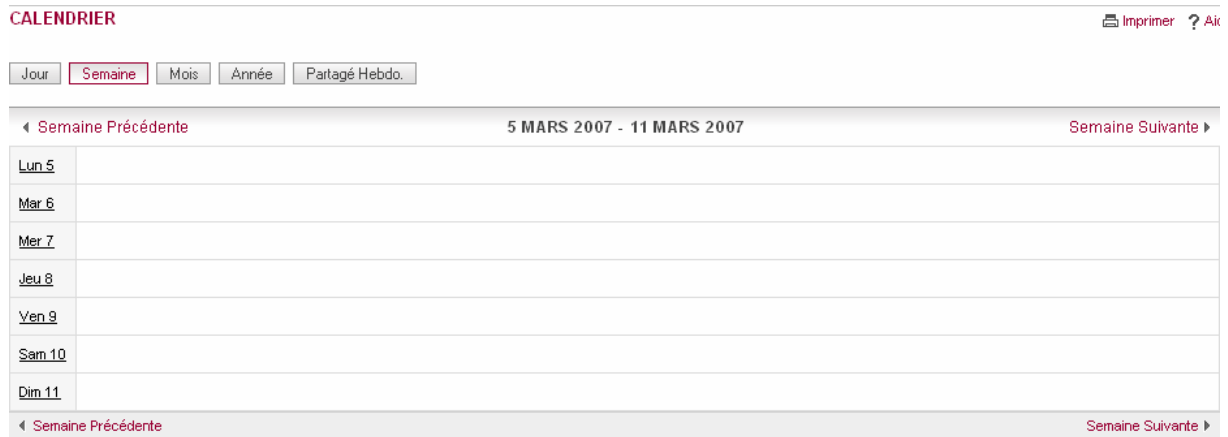 CALENDRIER Imprimer ? Aid
Jour Semaine Mois Année Partagé Hebdo.
Semaine Précédente 5 MARS 2007 - 11 MARS 2007 Semaine Suivante
Lun 5
Mar 6
Mer 7
Jeu 8
Ven 9
Sam 10
Dim 11
Semaine Précédente Semaine Suivante